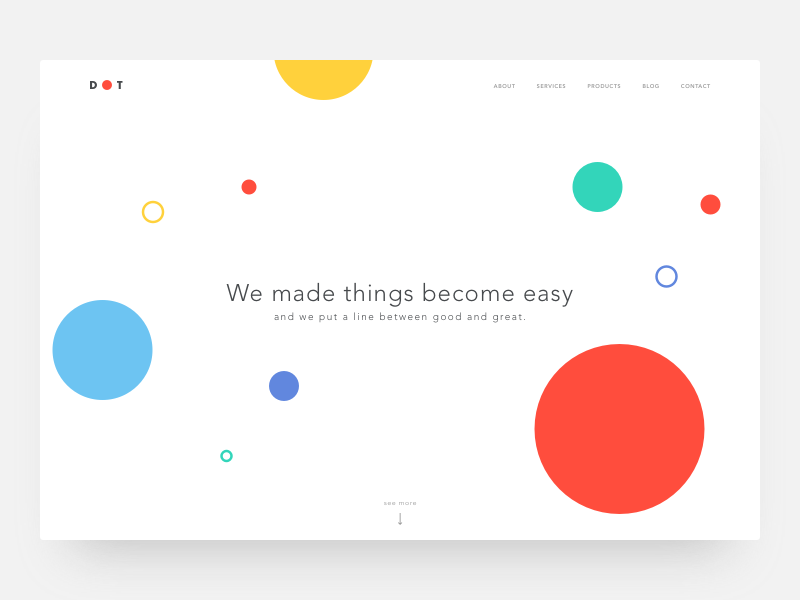 D T
ABOUT SERVICES PRODUCTS BLOG CONTACT
We made things become easy
and we put a line between good and great.
see more